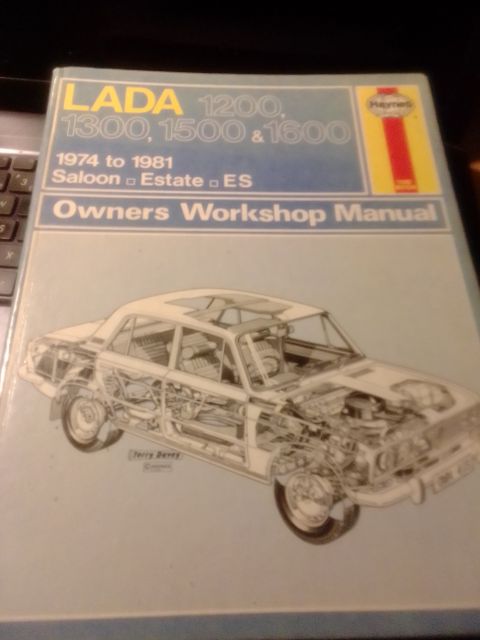 LADA 1200,
1300, 1500 & 1600
Haynes
1974 to 1981
Saloon □ Estate □ ES
Owners Workshop Manual
Terry Davey